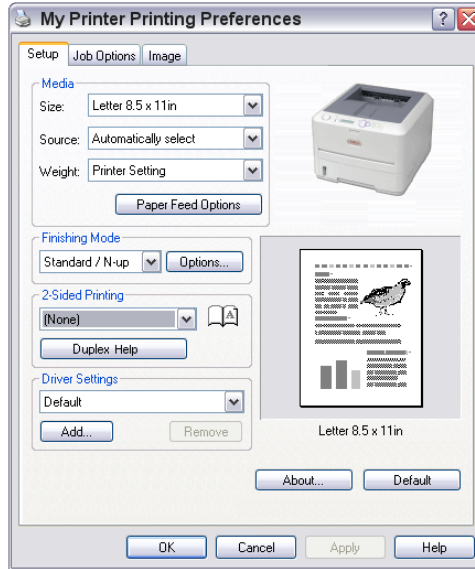 My Printer Printing Preferences
Setup Job Options Image
Media
Size: Letter 8.5 x 11in
Source: Automatically select
Weight: Printer Setting
Paper Feed Options
Finishing Mode
Standard / N-up Options...
2-Sided Printing
(None) A
Duplex Help
Driver Settings
Default
Add... Remove
Letter 8.5 x 11in
About... Default
OK Cancel Apply Help